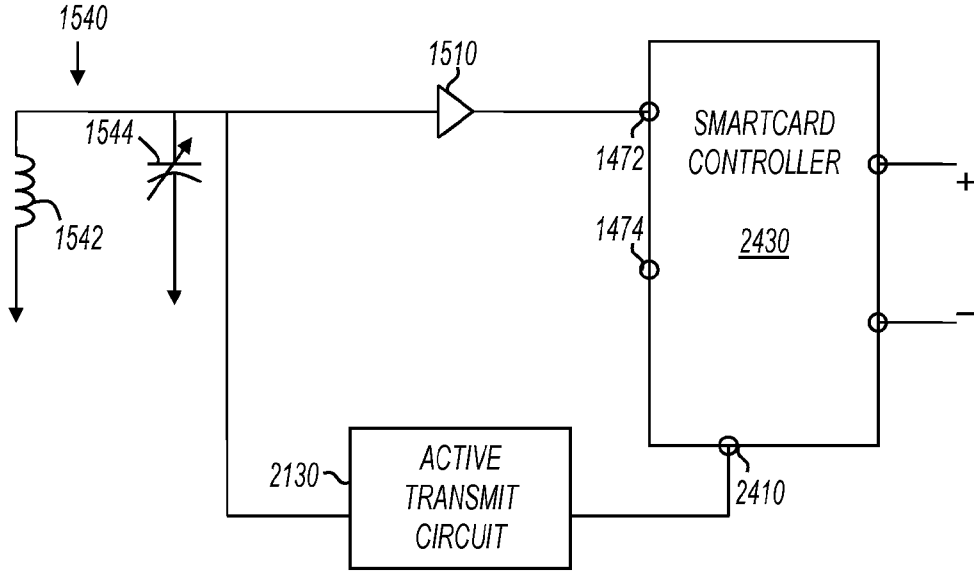 1540
1510
1544
1472
SMARTCARD
CONTROLLER
+
1542
1474
2430
−
2130
ACTIVE
TRANSMIT
CIRCUIT
2410